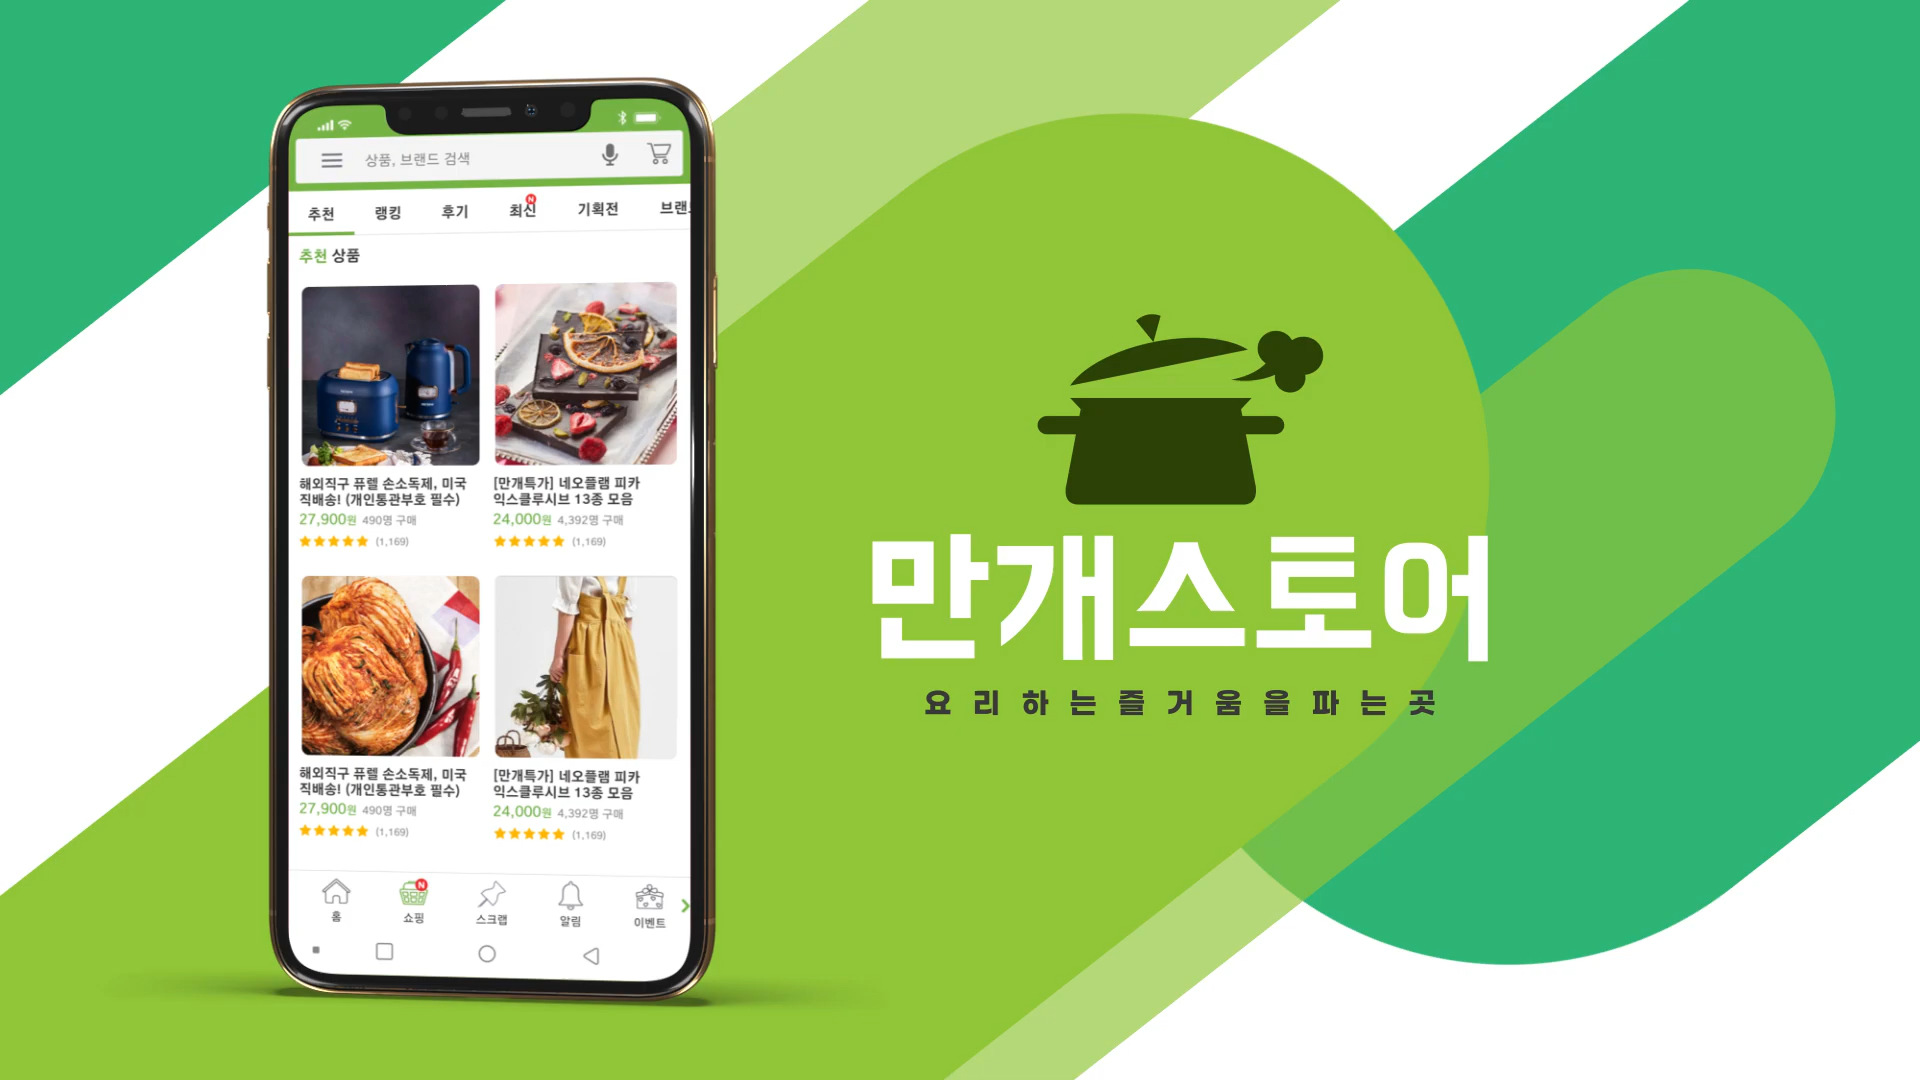 상품, 브랜드 검색
추천 랭킹 후기 최신 기획전 브랜드
N
추천 상품
해외직구 퓨렐 손소독제, 미국
직배송! (개인통관부호 필수)
27,900원 490명 구매
(1,169)
[만개특가] 네오플램 피카
익스클루시브 13종 모음
24,000원 4,392명 구매
(1,169)
해외직구 퓨렐 손소독제, 미국
직배송! (개인통관부호 필수)
27,900원 490명 구매
(1,169)
[만개특가] 네오플램 피카
익스클루시브 13종 모음
24,000원 4,392명 구매
(1,169)
N
홈 쇼핑 스크랩 알림 이벤트
만개스토어
요리하는즐거움을파는곳